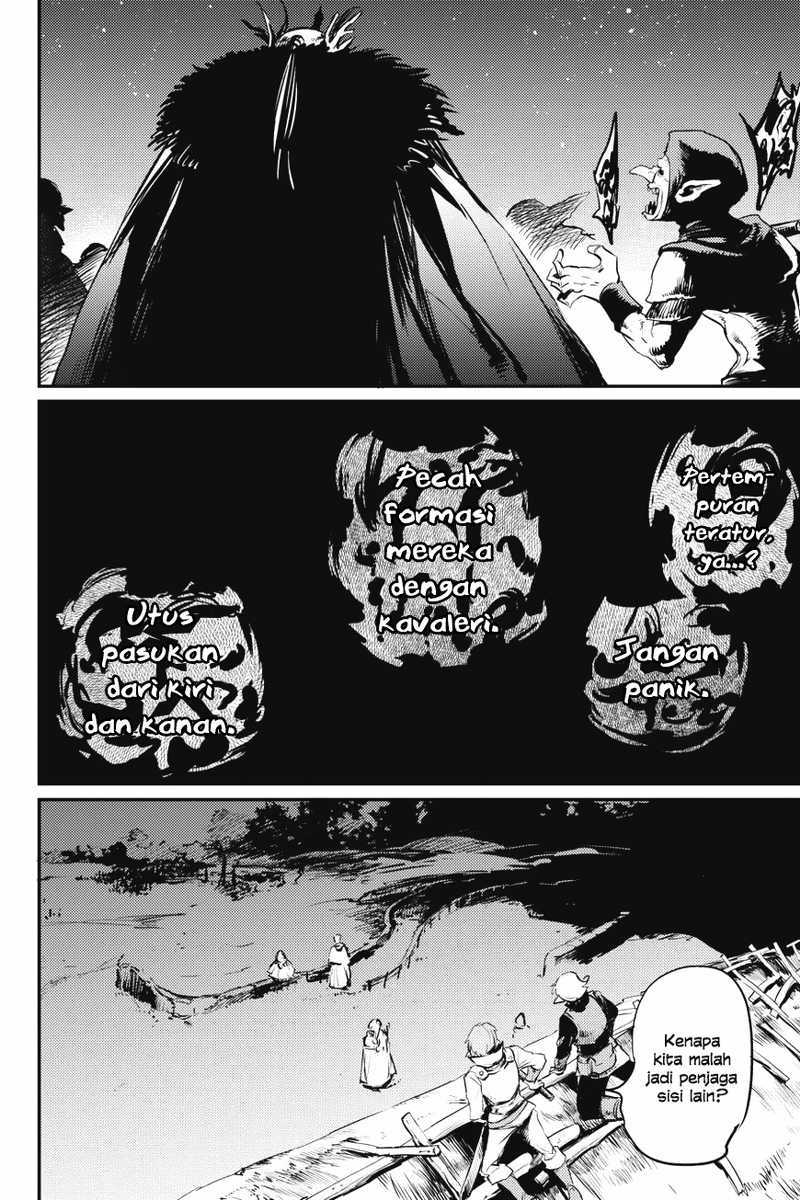 Pertem-
puran
teratur,
ya...?
Jangan
panik.
Pecah
formasi
mereka
dengan
kavaleri.
Utus
pasukan
dari kiri
dan kanan.
Kenapa
kita malah
jadi penjaga
sisi lain?